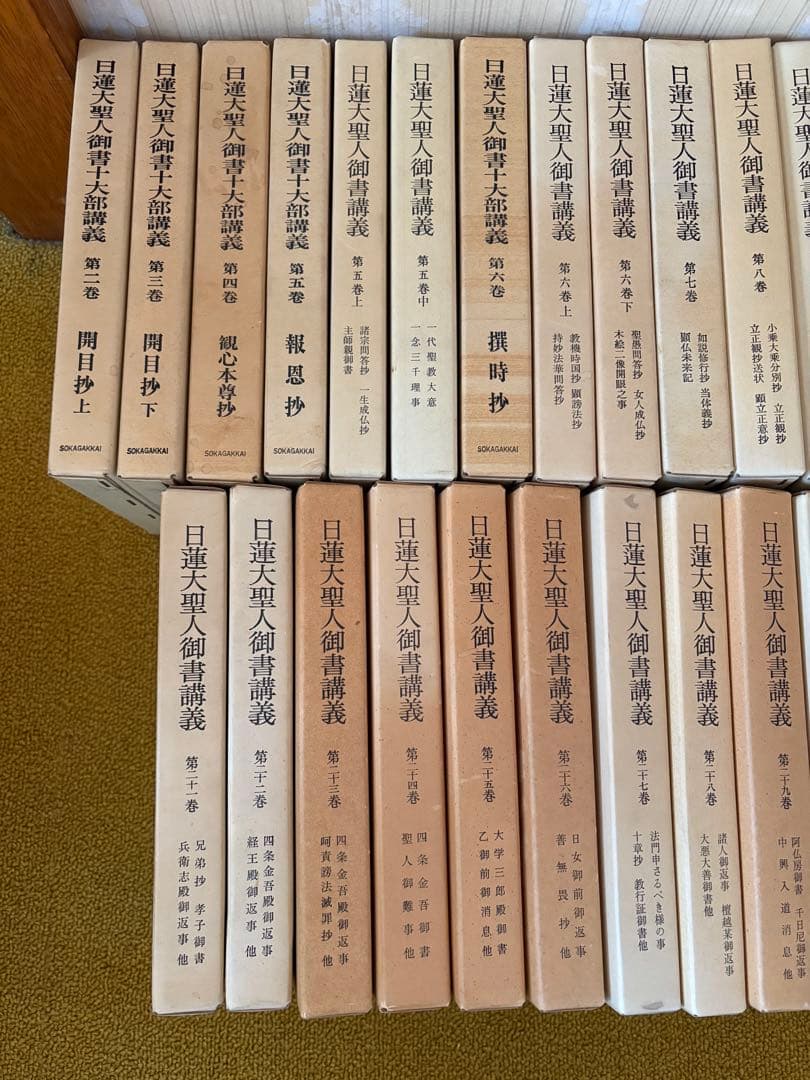 日蓮大聖人御書十大部講義
第二巻
開目抄上
SOKAGAKKAI
日蓮大聖人御書十大部講義
第三巻
開目抄下
SOKAGAKKAI
日蓮大聖人御書十大部講義
第四巻
観心本尊抄
SOKAGAKKAI
日蓮大聖人御書十大部講義
第五巻
報恩抄
SOKAGAKKAI
日蓮大聖人御書講義
第五巻上
諸宗問答抄 一生成仏抄
主師親御書
日蓮大聖人御書講義
第五巻中
一代聖教大意
一念三千理事
日蓮大聖人御書十大部講義
第六巻
撰時抄
SOKAGAKKAI
日蓮大聖人御書講義
第六巻上
教機時国抄 顕謗法抄
持妙法華問答抄
日蓮大聖人御書講義
第六巻下
聖愚問答抄 女人成仏抄
木絵二像開眼之事
日蓮大聖人御書講義
第七巻
如説修行抄 当体義抄
顕仏未来記
日蓮大聖人御書講義
第八巻
小乗大乗分別抄 立正観抄
立正観抄送状 顕立正意抄
日蓮大聖人御書講義
日蓮大聖人御書講義
第二十一巻
兄弟抄 孝子御書
兵衛志殿御返事他
日蓮大聖人御書講義
第二十二巻
四条金吾殿御返事
経王殿御返事他
日蓮大聖人御書講義
第二十三巻
四条金吾殿御返事
呵責謗法滅罪抄他
日蓮大聖人御書講義
第二十四巻
四条金吾御書
聖人御難事他
日蓮大聖人御書講義
第二十五巻
大学三郎殿御書
乙御前御消息他
日蓮大聖人御書講義
第二十六巻
日女御前御返事
善無畏抄他
日蓮大聖人御書講義
第二十七巻
法門申さるべき様の事
十章抄 教行証御書他
日蓮大聖人御書講義
第二十八巻
諸人御返事 檀越某御返事
大悪大善御書他
日蓮大聖人御書講義
第二十九巻
阿仏房御書 千日尼御返事
中興入道消息他